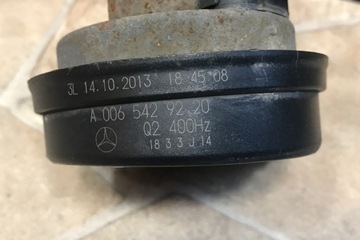 3L 14.10.2013 18:45:08
A 006 542 92 20
Q2 400Hz
18 3 3 J 14